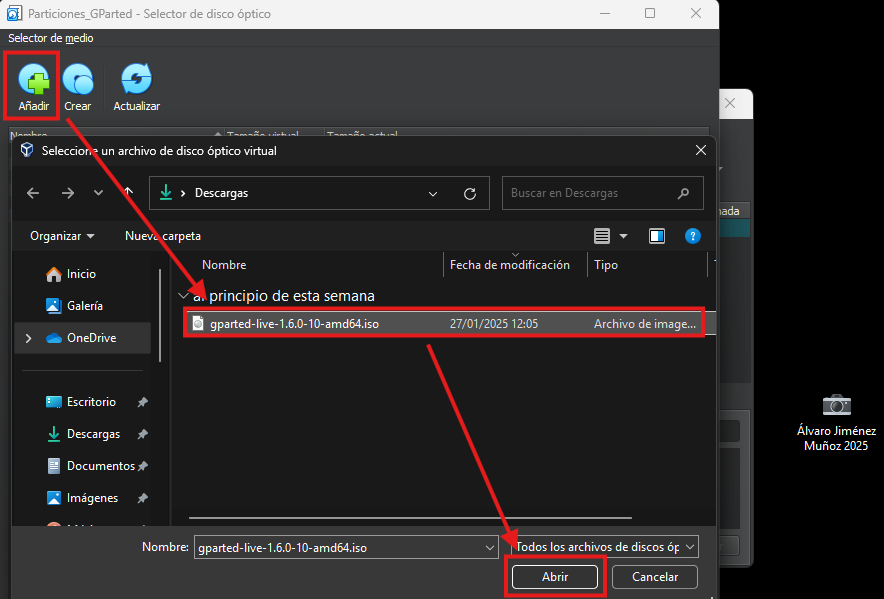 Particiones_GParted - Selector de disco óptico
Selector de medio
Añadir
Crear
Actualizar
Nombre
Tamaño virtual
Tamaño actual
Seleccione un archivo de disco óptico virtual
Descargas
Buscar en Descargas
Organizar
Nueva carpeta
nada
Nombre
Fecha de modificación
Tipo
Inicio
al principio de esta semana
Galería
gparted-live-1.6.0-10-amd64.iso
27/01/2025 12:05
Archivo de image...
OneDrive
Escritorio
Descargas
Documentos
Imágenes
Álvaro Jiménez
Muñoz 2025
Nombre:
gparted-live-1.6.0-10-amd64.iso
Todos los archivos de discos óp
Abrir
Cancelar